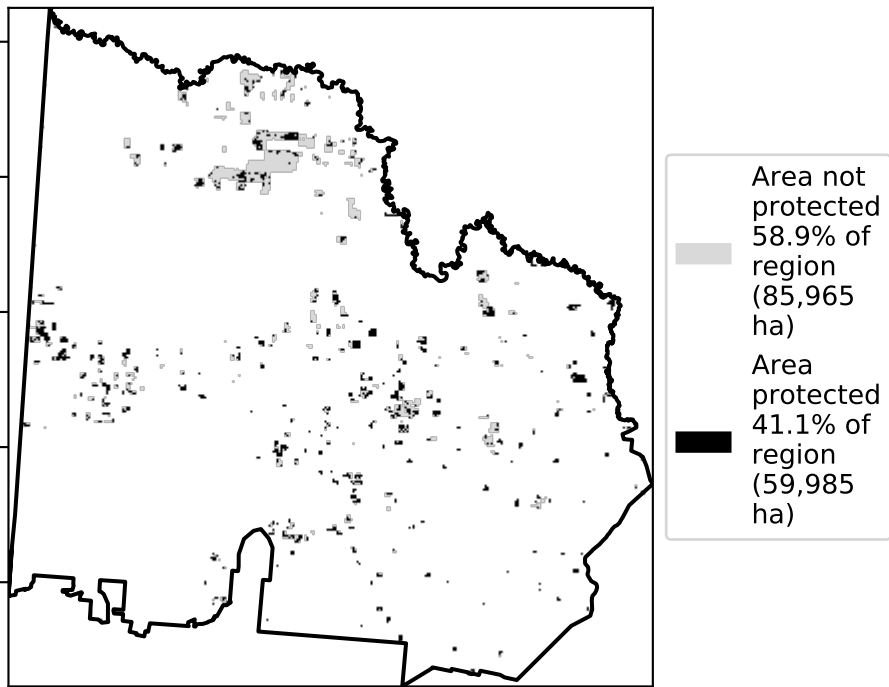 Area not
protected
58.9% of
region
(85,965
ha)
Area
protected
41.1% of
region
(59,985
ha)